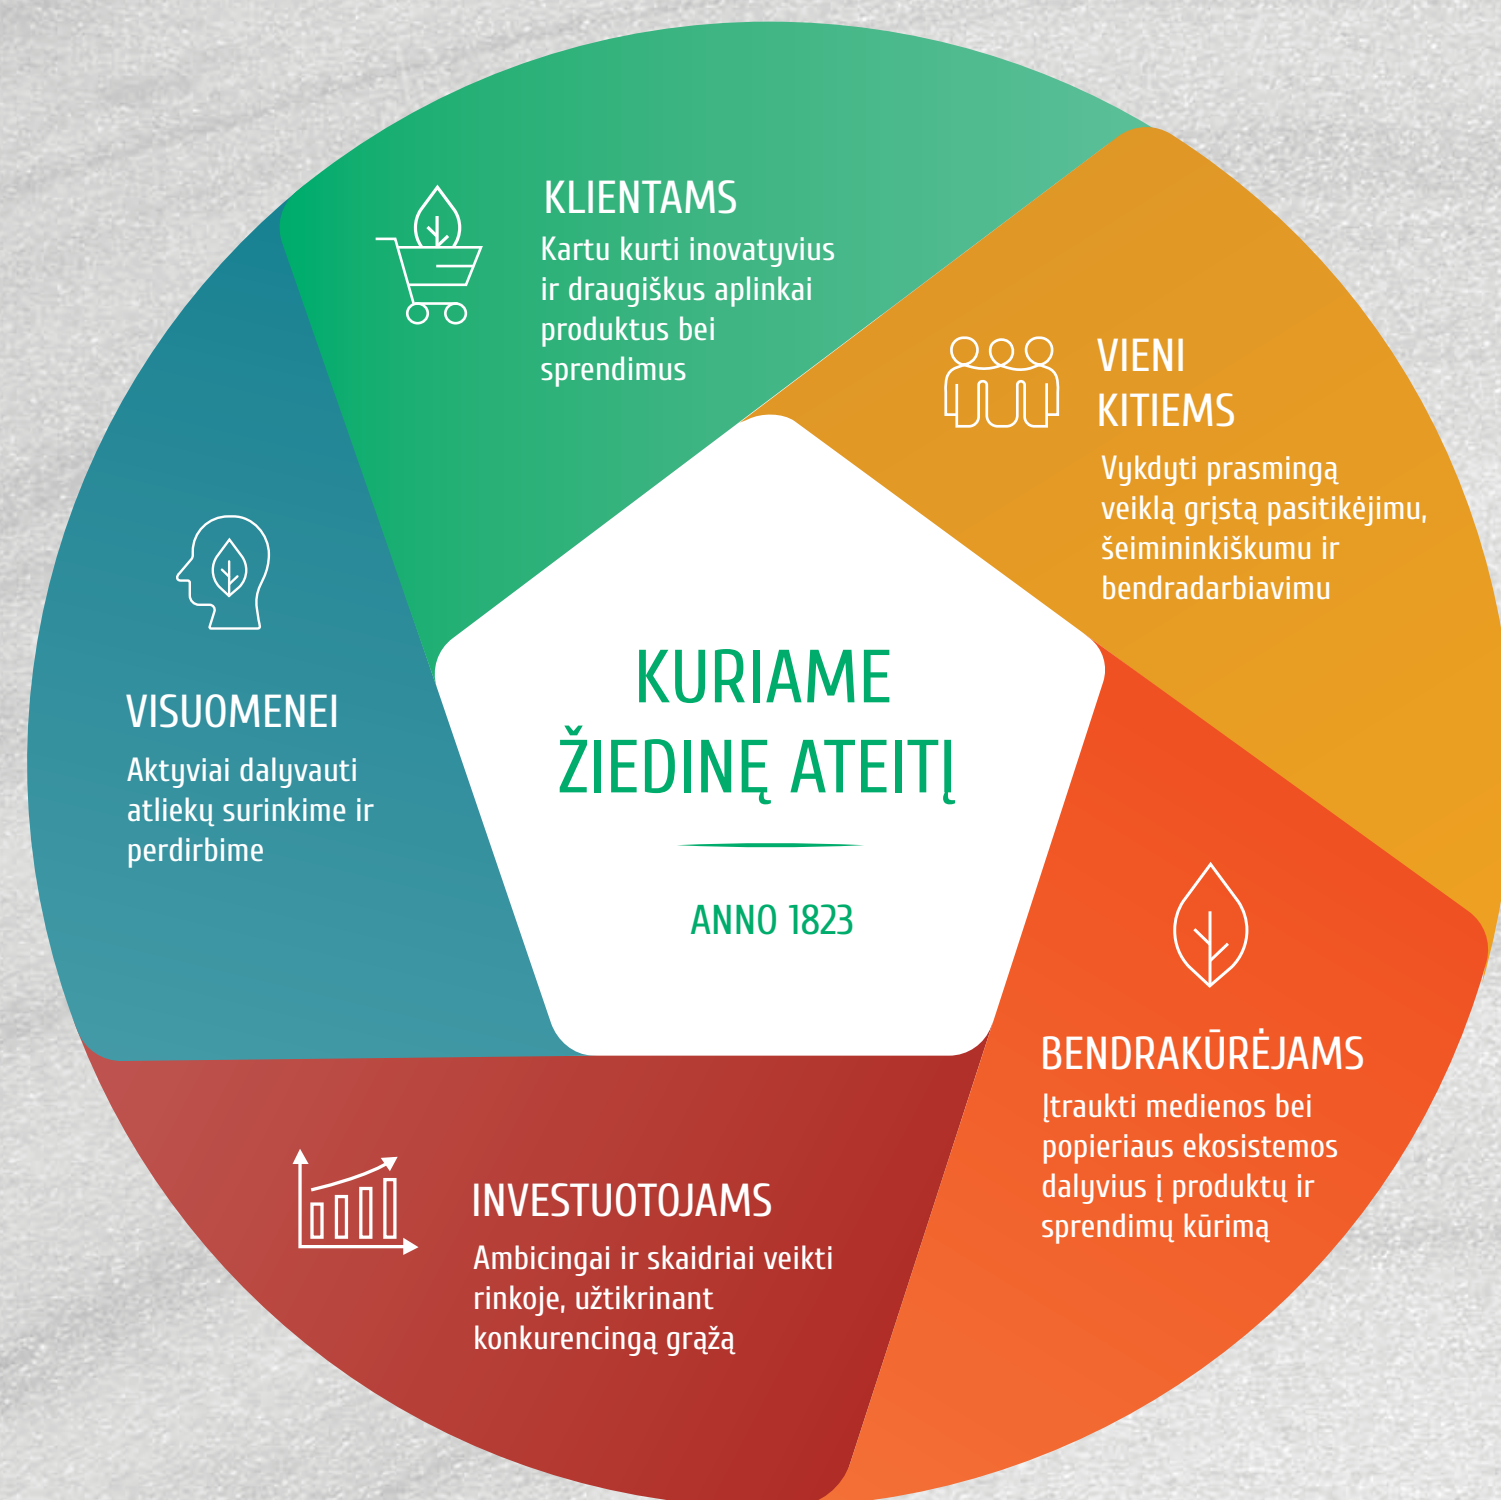 KLIENTAMS
Kartu kurti inovatyvius
ir draugiškus aplinkai
produktus bei
sprendimus
VIENI
KITIEMS
Vykdyti prasmingą
veiklą grįstą pasitikėjimu,
šeimininkiškumu ir
bendradarbiavimu
BENDRAKŪRĖJAMS
Įtraukti medienos bei
popieriaus ekosistemos
dalyvius į produktų ir
sprendimų kūrimą
INVESTUOTOJAMS
Ambicingai ir skaidriai veikti
rinkoje, užtikrinant
konkurencingą grąžą
VISUOMENEI
Aktyviai dalyvauti
atliekų surinkime ir
perdirbime
KURIAME
ŽIEDINĘ ATEITĮ
ANNO 1823